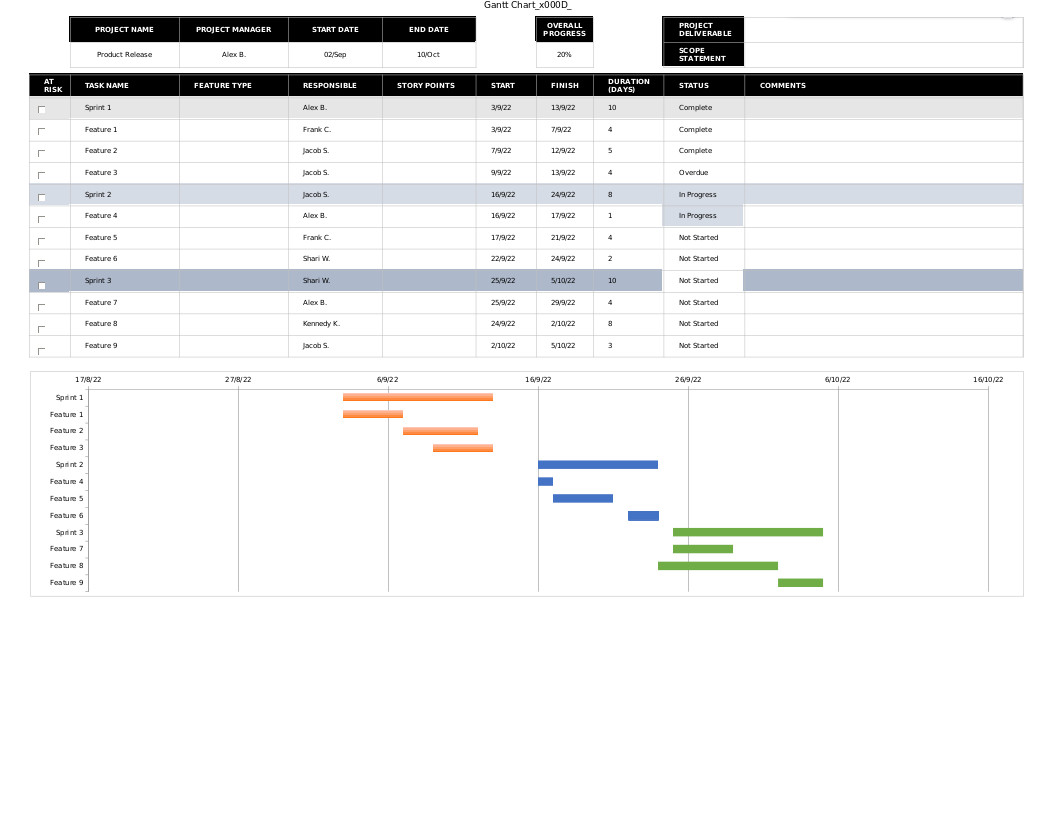 Gantt Chart_x000D_
PROJECT NAME PROJECT MANAGER START DATE END DATE OVERALL PROGRESS PROJECT DELIVERABLE
Product Release Alex B. 02/Sep 10/Oct 20% SCOPE STATEMENT
AT RISK TASK NAME FEATURE TYPE RESPONSIBLE STORY POINTS START FINISH DURATION (DAYS) STATUS COMMENTS
Sprint 1 Alex B. 3/9/22 13/9/22 10 Complete
Feature 1 Frank C. 3/9/22 7/9/22 4 Complete
Feature 2 Jacob S. 7/9/22 12/9/22 5 Complete
Feature 3 Jacob S. 9/9/22 13/9/22 4 Overdue
Sprint 2 Jacob S. 16/9/22 24/9/22 8 In Progress
Feature 4 Alex B. 16/9/22 17/9/22 1 In Progress
Feature 5 Frank C. 17/9/22 21/9/22 4 Not Started
Feature 6 Shari W. 22/9/22 24/9/22 2 Not Started
Sprint 3 Shari W. 25/9/22 5/10/22 10 Not Started
Feature 7 Alex B. 25/9/22 29/9/22 4 Not Started
Feature 8 Kennedy K. 24/9/22 2/10/22 8 Not Started
Feature 9 Jacob S. 2/10/22 5/10/22 3 Not Started
17/8/22 27/8/22 6/9/22 16/9/22 26/9/22 6/10/22 16/10/22
Sprint 1
Feature 1
Feature 2
Feature 3
Sprint 2
Feature 4
Feature 5
Feature 6
Sprint 3
Feature 7
Feature 8
Feature 9